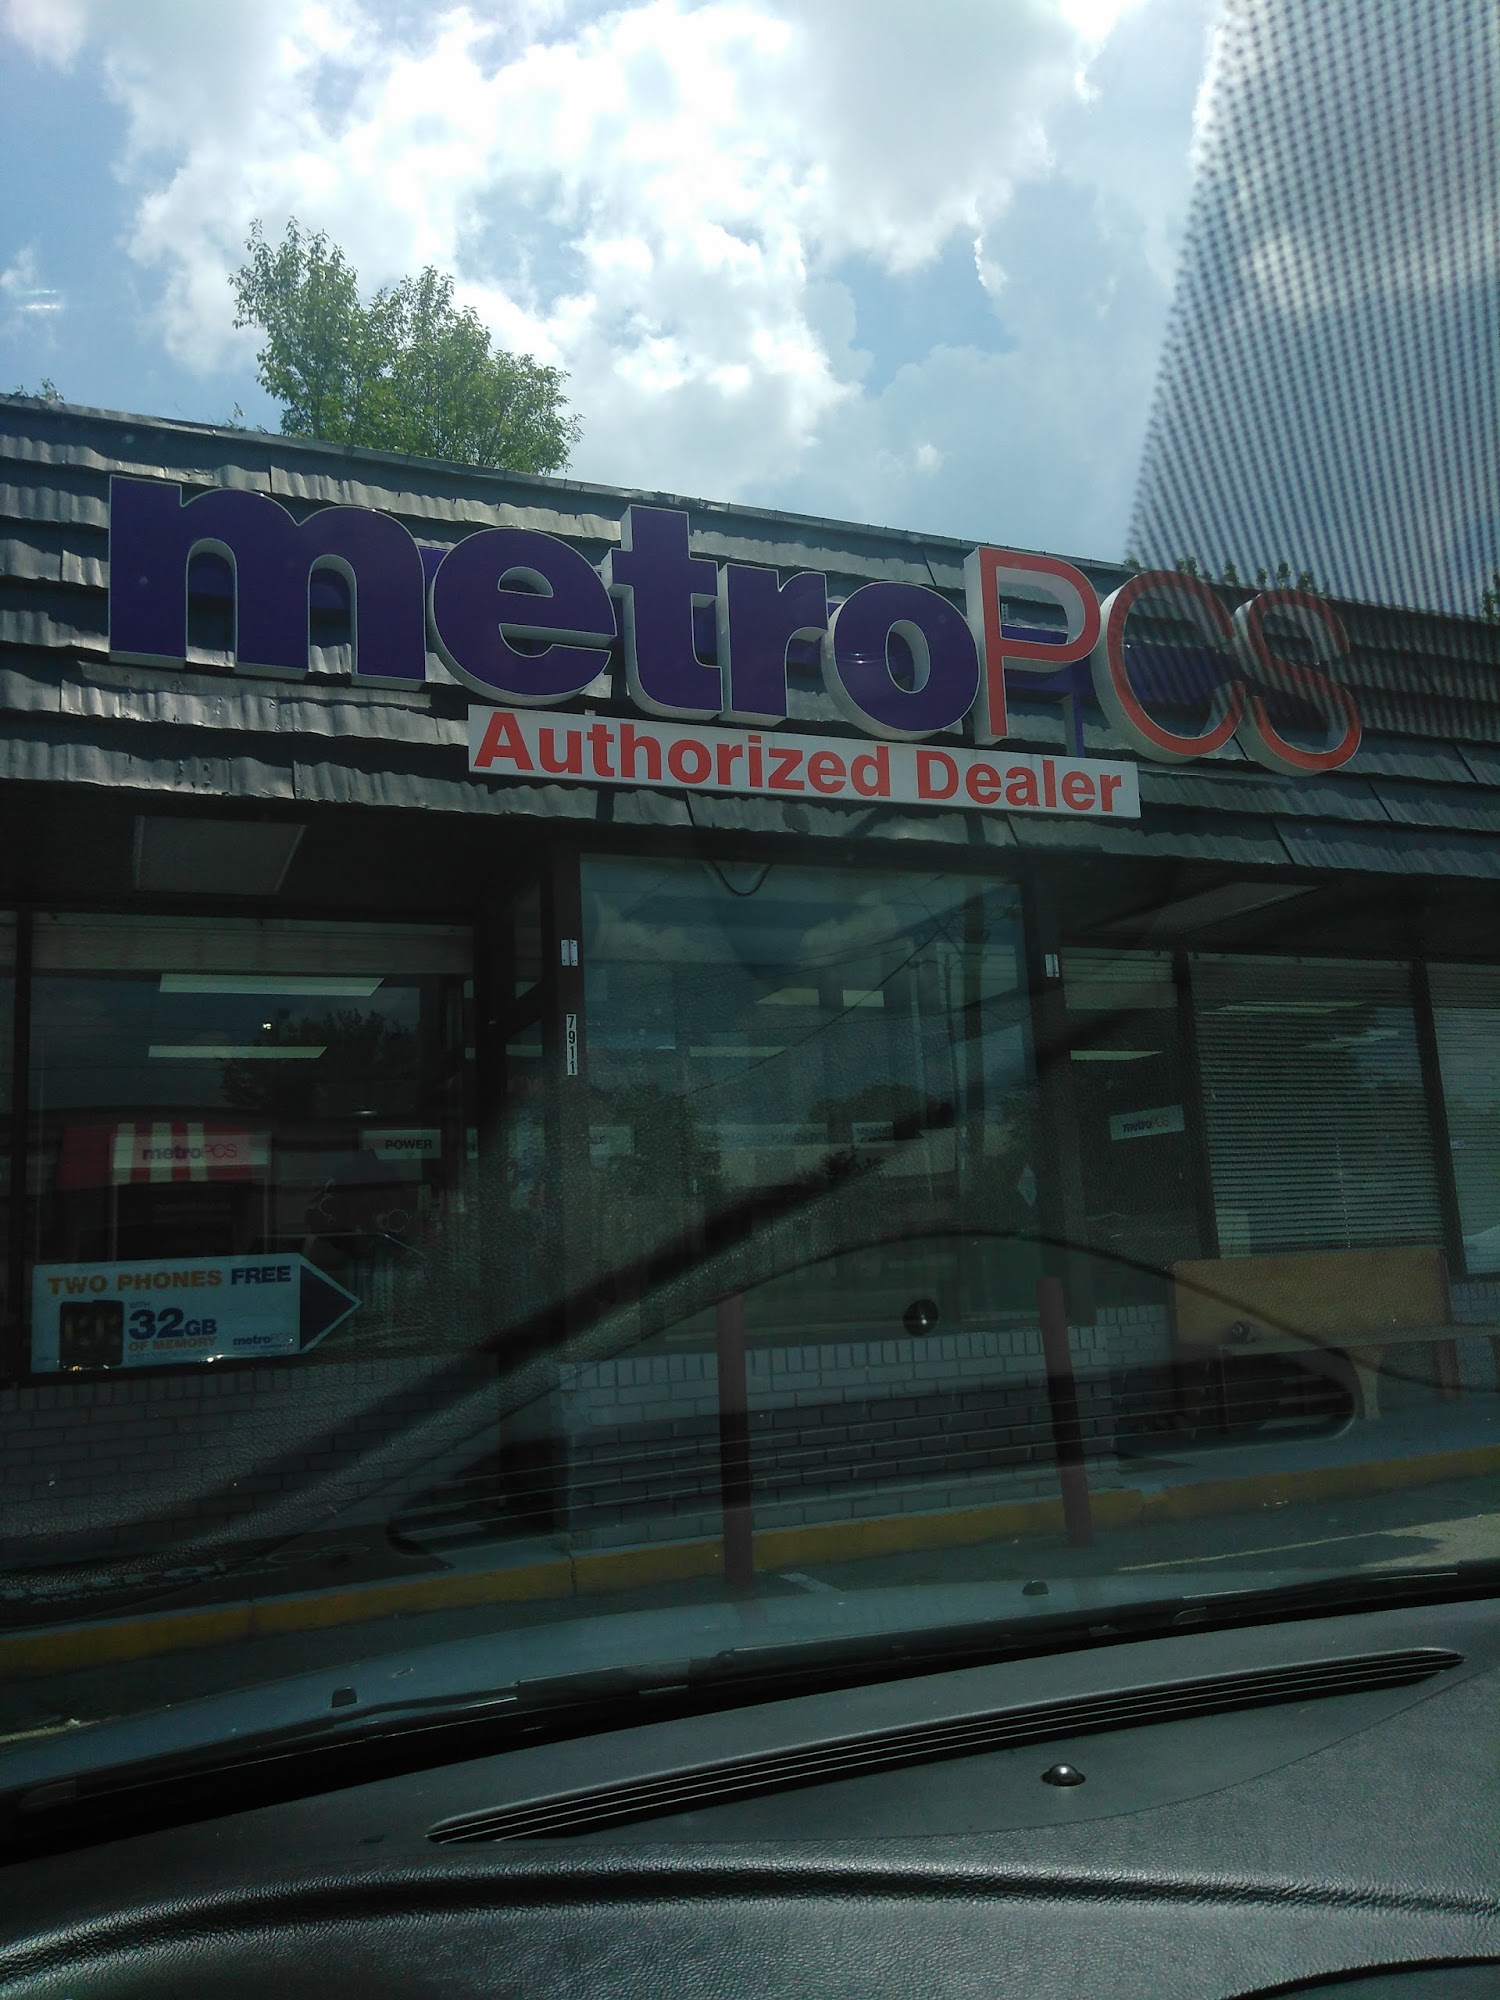 metroPCS
Authorized Dealer
7911
metroPCS
POWER
metroPCS
TWO PHONES FREE
WITH
32GB
OF MEMORY
metroPCS